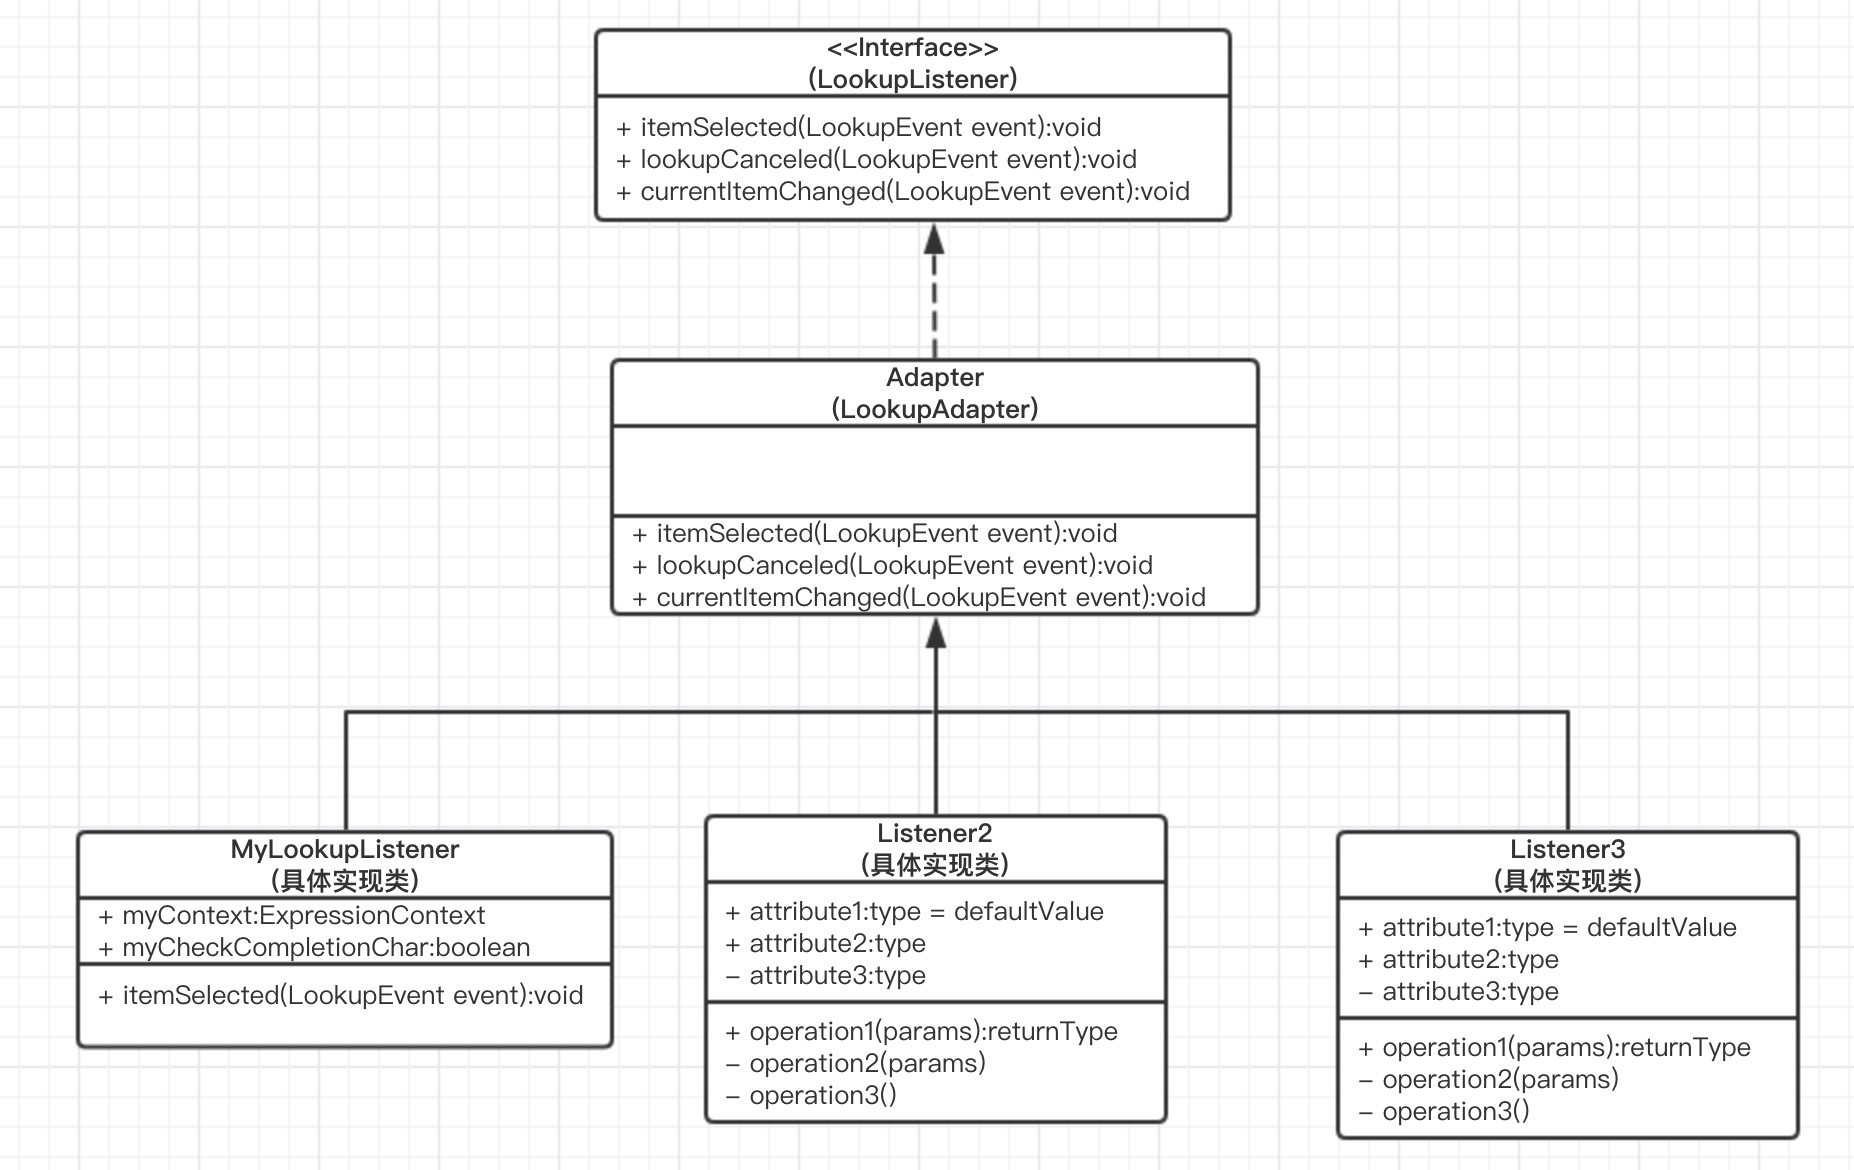 <<Interface>>
(LookupListener)
+ itemSelected(LookupEvent event):void
+ lookupCanceled(LookupEvent event):void
+ currentItemChanged(LookupEvent event):void
Adapter
(LookupAdapter)
+ itemSelected(LookupEvent event):void
+ lookupCanceled(LookupEvent event):void
+ currentItemChanged(LookupEvent event):void
MyLookupListener
(具体实现类)
+ myContext:ExpressionContext
+ myCheckCompletionChar:boolean
+ itemSelected(LookupEvent event):void
Listener2
(具体实现类)
+ attribute1:type = defaultValue
+ attribute2:type
– attribute3:type
+ operation1(params):returnType
– operation2(params)
– operation3()
Listener3
(具体实现类)
+ attribute1:type = defaultValue
+ attribute2:type
– attribute3:type
+ operation1(params):returnType
– operation2(params)
– operation3()